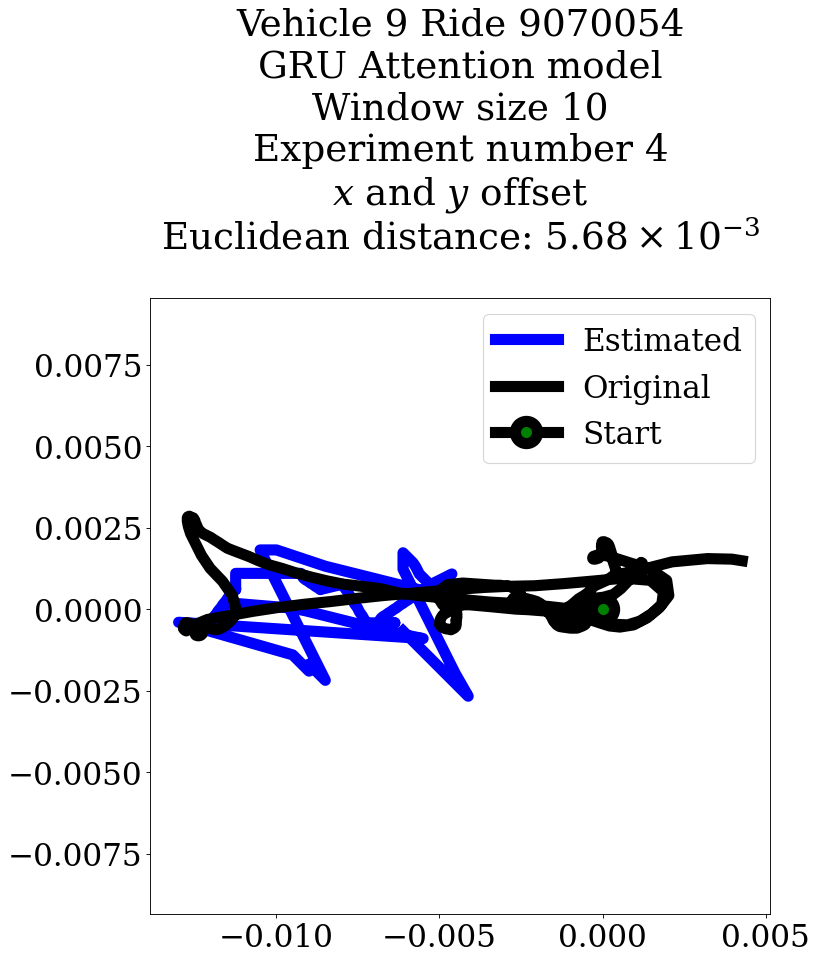 Vehicle 9 Ride 9070054
GRU Attention model
Window size 10
Experiment number 4
x and y offset
Euclidean distance: 5.68 × 10⁻³
Estimated
Original
Start
0.0075
0.0050
0.0025
0.0000
−0.0025
−0.0050
−0.0075
−0.010
−0.005
0.000
0.005